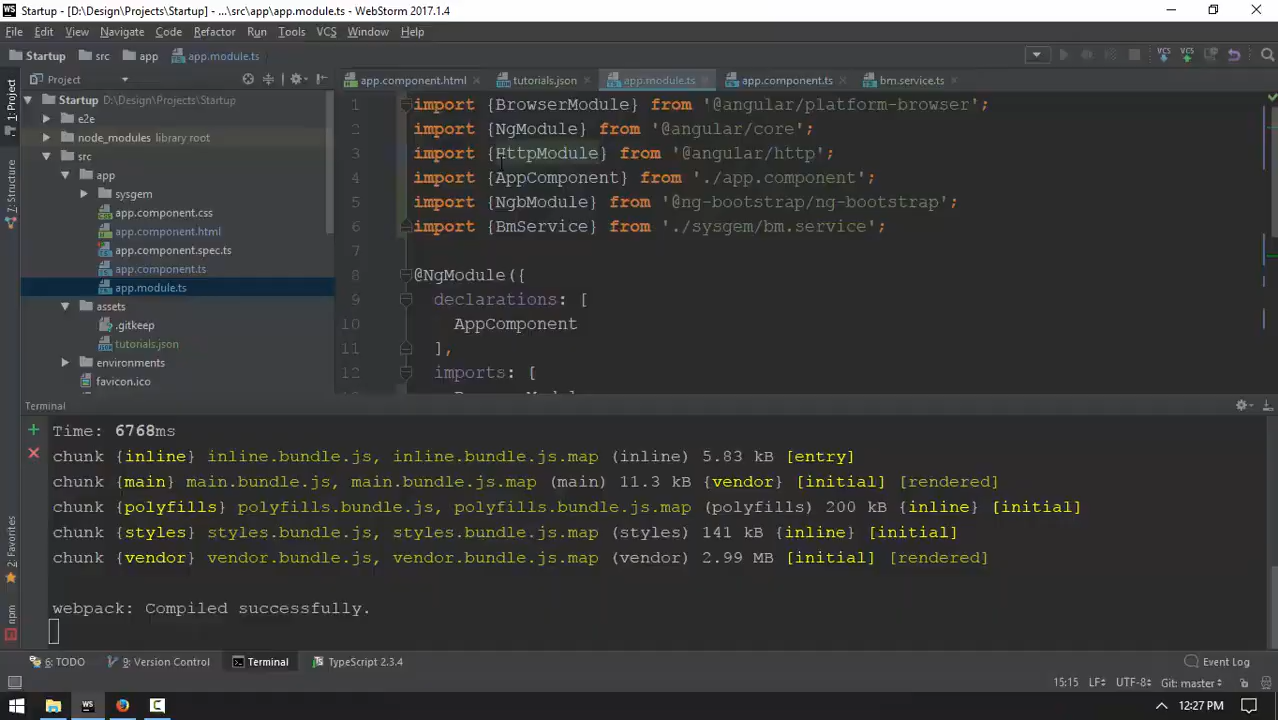 Startup - [D:\Design\Projects\Startup] - ...\src\app\app.module.ts - WebStorm 2017.1.4
File Edit View Navigate Code Refactor Run Tools VCS Window Help
Startup src app app.module.ts
Project
app.component.html tutorials.json app.module.ts app.component.ts bm.service.ts
1: Project
7: Structure
2: Favorites
npm
Startup D:\Design\Projects\Startup
e2e
node_modules library root
src
app
sysgem
app.component.css
app.component.html
app.component.spec.ts
app.component.ts
app.module.ts
assets
.gitkeep
tutorials.json
environments
favicon.ico
1 import {BrowserModule} from '@angular/platform-browser';
2 import {NgModule} from '@angular/core';
3 import {HttpModule} from '@angular/http';
4 import {AppComponent} from './app.component';
5 import {NgbModule} from '@ng-bootstrap/ng-bootstrap';
6 import {BmService} from './sysgem/bm.service';
7
8 @NgModule({
9 declarations: [
10 AppComponent
11 ],
12 imports: [
Terminal
Time: 6768ms
chunk {inline} inline.bundle.js, inline.bundle.js.map (inline) 5.83 kB [entry]
chunk {main} main.bundle.js, main.bundle.js.map (main) 11.3 kB {vendor} [initial] [rendered]
chunk {polyfills} polyfills.bundle.js, polyfills.bundle.js.map (polyfills) 200 kB {inline} [initial]
chunk {styles} styles.bundle.js, styles.bundle.js.map (styles) 141 kB {inline} [initial]
chunk {vendor} vendor.bundle.js, vendor.bundle.js.map (vendor) 2.99 MB [initial] [rendered]
webpack: Compiled successfully.
6: TODO 9: Version Control Terminal TypeScript 2.3.4 Event Log
15:15 LF UTF-8 Git: master
WS 12:27 PM